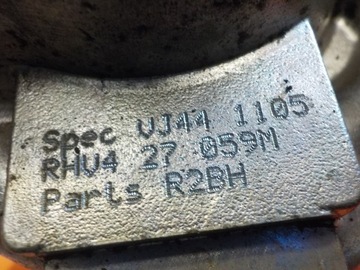 Spec VJ44 1105
RHV4 27 059M
Parts R2BH